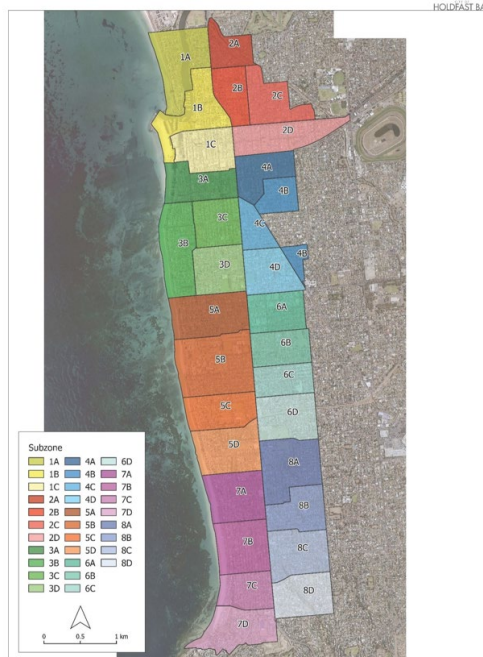 HOLDFAST BA
1A
2A
2B
2C
1B
2D
1C
4A
3A
4B
3C
4C
3B
4B
3D
4D
5A
6A
6B
5B
6C
5C
6D
5D
8A
7A
8B
7B
8C
7C
8D
7D
Subzone
1A 4A 6D
1B 4B 7A
1C 4C 7B
2A 4D 7C
2B 5A 7D
2C 5B 8A
2D 5C 8B
3A 5D 8C
3B 6A 8D
3C 6B
3D 6C
0 0.5 1 km